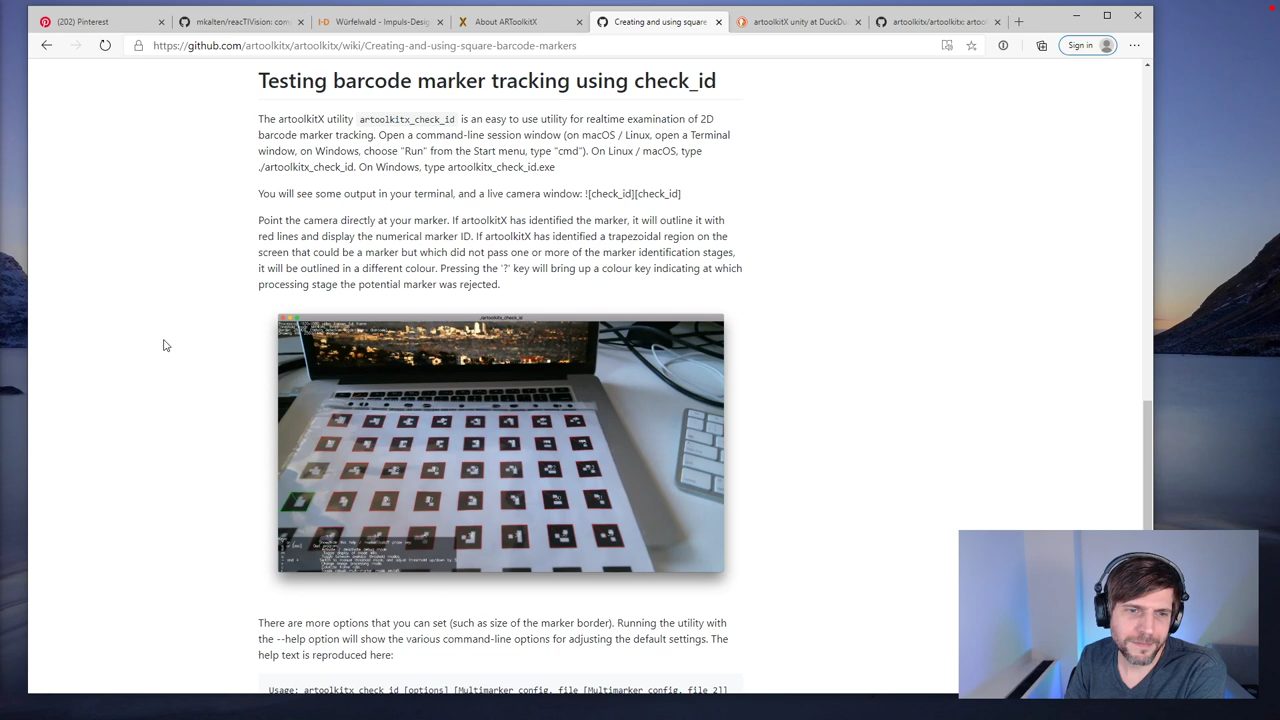 (202) Pinterest
mkalten/reacTIVision: com
Würfelwald - Impuls-Desig
About ARToolkitX
Creating and using square
artoolkitX unity at DuckDu
artoolkitx/artoolkitx: artoo
https://github.com/artoolkitx/artoolkitx/wiki/Creating-and-using-square-barcode-markers
Sign in
Testing barcode marker tracking using check_id
The artoolkitX utility artoolkitx_check_id is an easy to use utility for realtime examination of 2D
barcode marker tracking. Open a command-line session window (on macOS / Linux, open a Terminal
window, on Windows, choose "Run" from the Start menu, type "cmd"). On Linux / macOS, type
./artoolkitx_check_id. On Windows, type artoolkitx_check_id.exe
You will see some output in your terminal, and a live camera window: ![check_id][check_id]
Point the camera directly at your marker. If artoolkitX has identified the marker, it will outline it with
red lines and display the numerical marker ID. If artoolkitX has identified a trapezoidal region on the
screen that could be a marker but which did not pass one or more of the marker identification stages,
it will be outlined in a different colour. Pressing the '?' key will bring up a colour key indicating at which
processing stage the potential marker was rejected.
There are more options that you can set (such as size of the marker border). Running the utility with
the --help option will show the various command-line options for adjusting the default settings. The
help text is reproduced here:
Usage: artoolkitx_check_id [options] [Multimarker config. file [Multimarker config. file 2]]